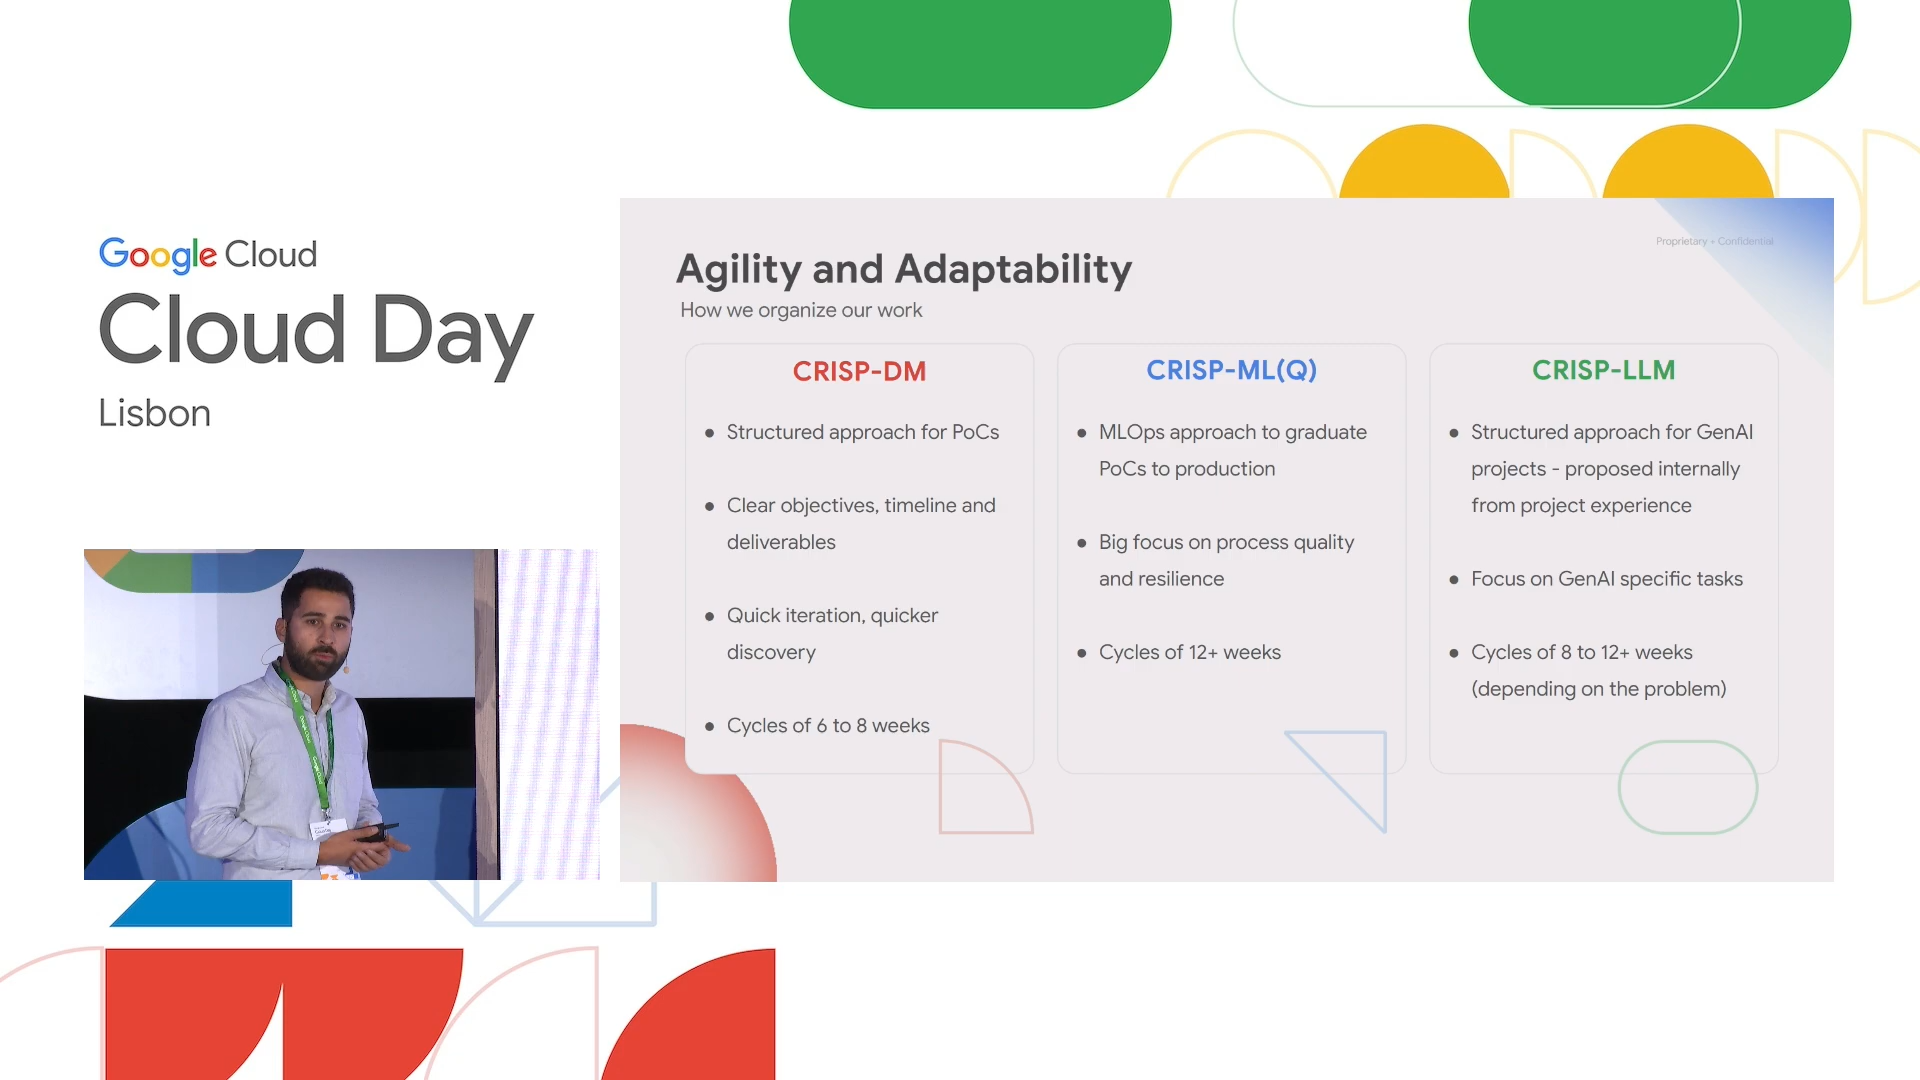 Google Cloud
Cloud Day
Lisbon
Proprietary + Confidential
Agility and Adaptability
How we organize our work
CRISP-DM
• Structured approach for PoCs
• Clear objectives, timeline and
deliverables
• Quick iteration, quicker
discovery
• Cycles of 6 to 8 weeks
CRISP-ML(Q)
• MLOps approach to graduate
PoCs to production
• Big focus on process quality
and resilience
• Cycles of 12+ weeks
CRISP-LLM
• Structured approach for GenAI
projects - proposed internally
from project experience
• Focus on GenAI specific tasks
• Cycles of 8 to 12+ weeks
(depending on the problem)